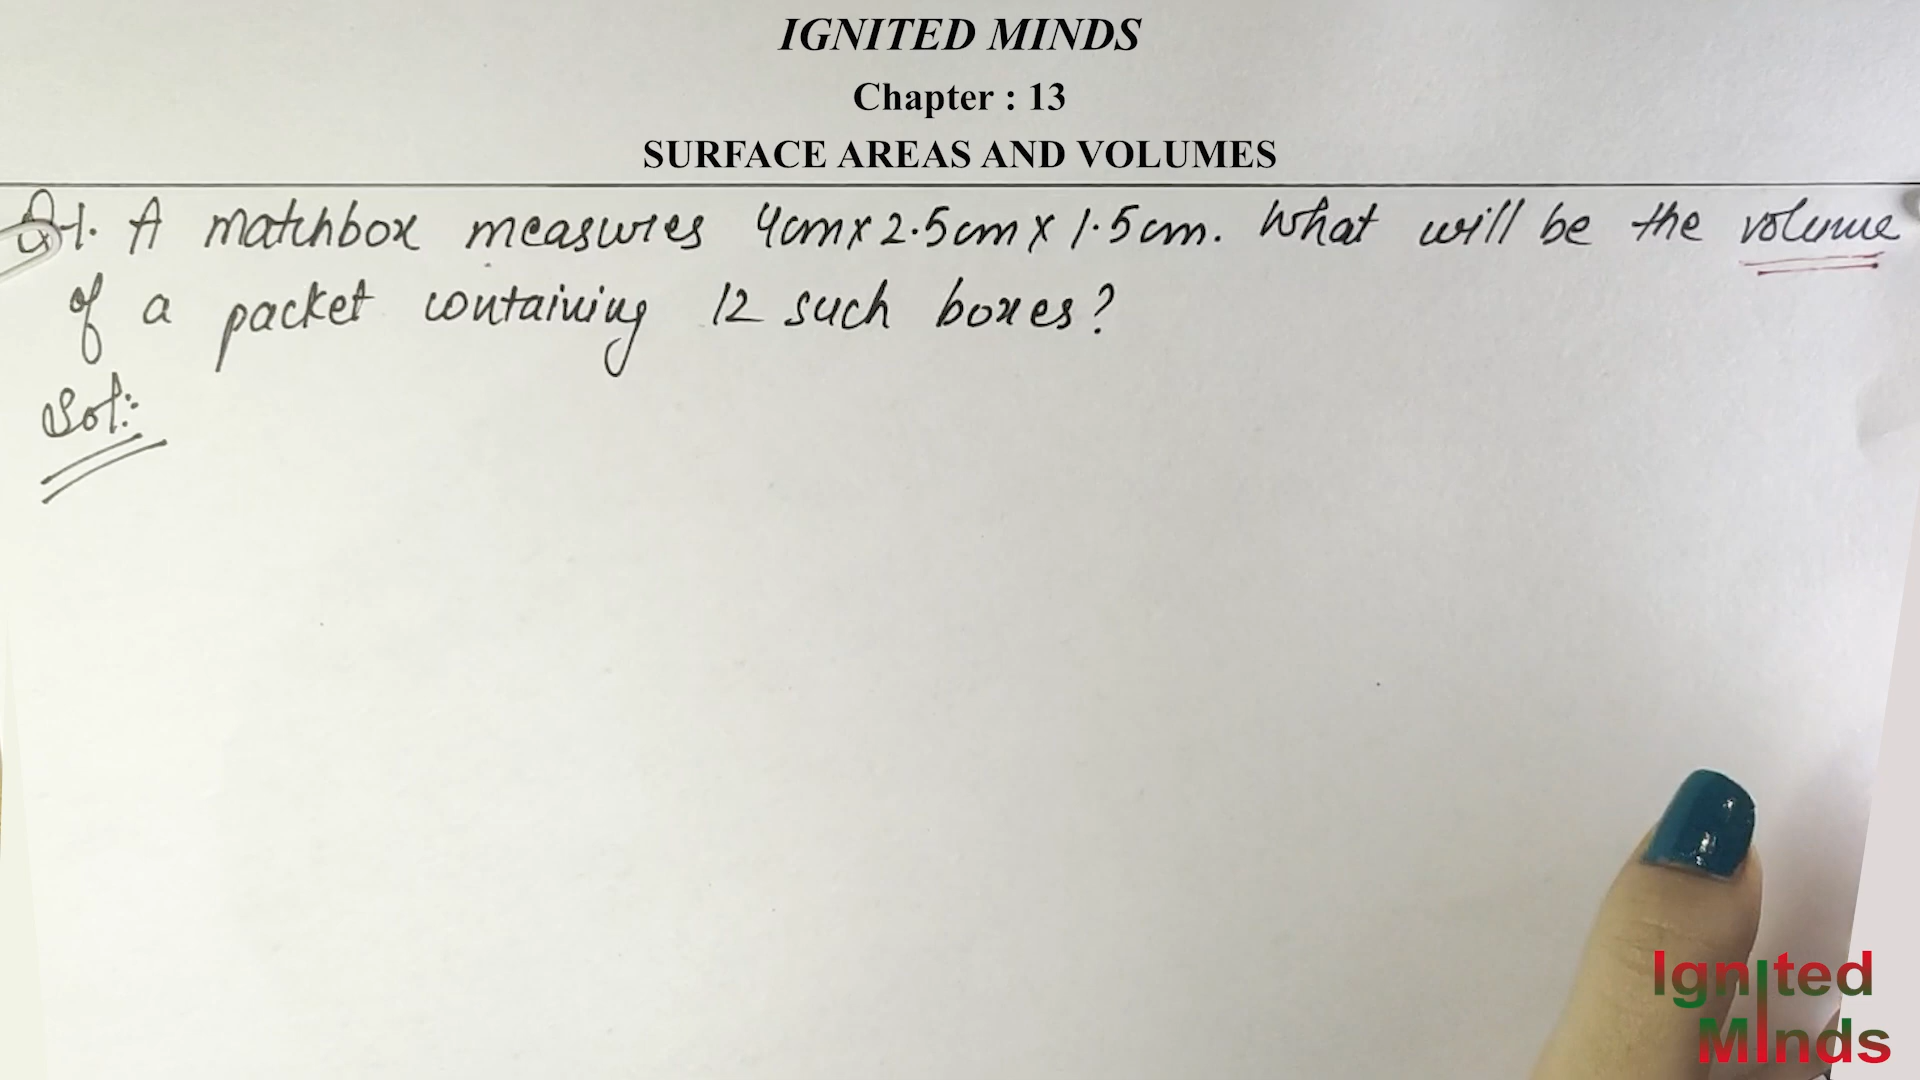 IGNITED MINDS
Chapter : 13
SURFACE AREAS AND VOLUMES
Q.1. A matchbox measures 4cm x 2.5cm x 1.5cm. What will be the volume
of a packet containing 12 such boxes?
Sol:
Ignited
Minds